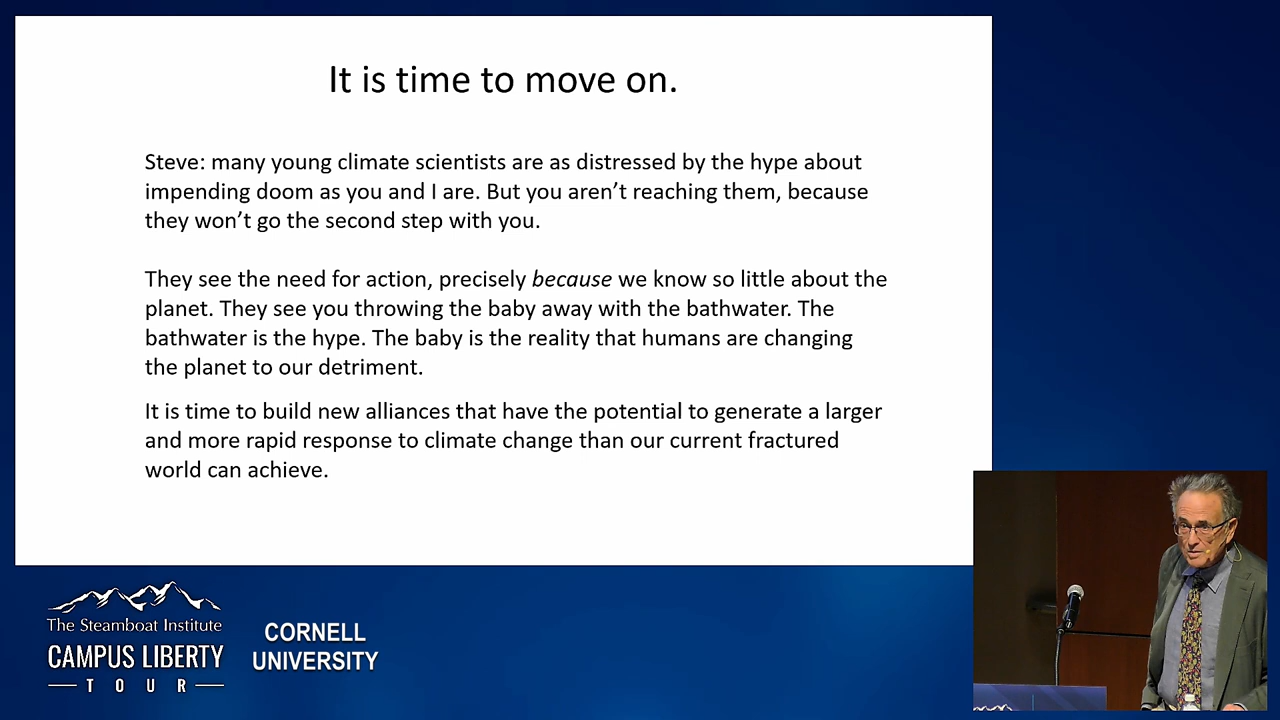 It is time to move on.
Steve: many young climate scientists are as distressed by the hype about
impending doom as you and I are. But you aren’t reaching them, because
they won’t go the second step with you.
They see the need for action, precisely because we know so little about the
planet. They see you throwing the baby away with the bathwater. The
bathwater is the hype. The baby is the reality that humans are changing
the planet to our detriment.
It is time to build new alliances that have the potential to generate a larger
and more rapid response to climate change than our current fractured
world can achieve.
The Steamboat Institute
CAMPUS LIBERTY
TOUR
CORNELL
UNIVERSITY